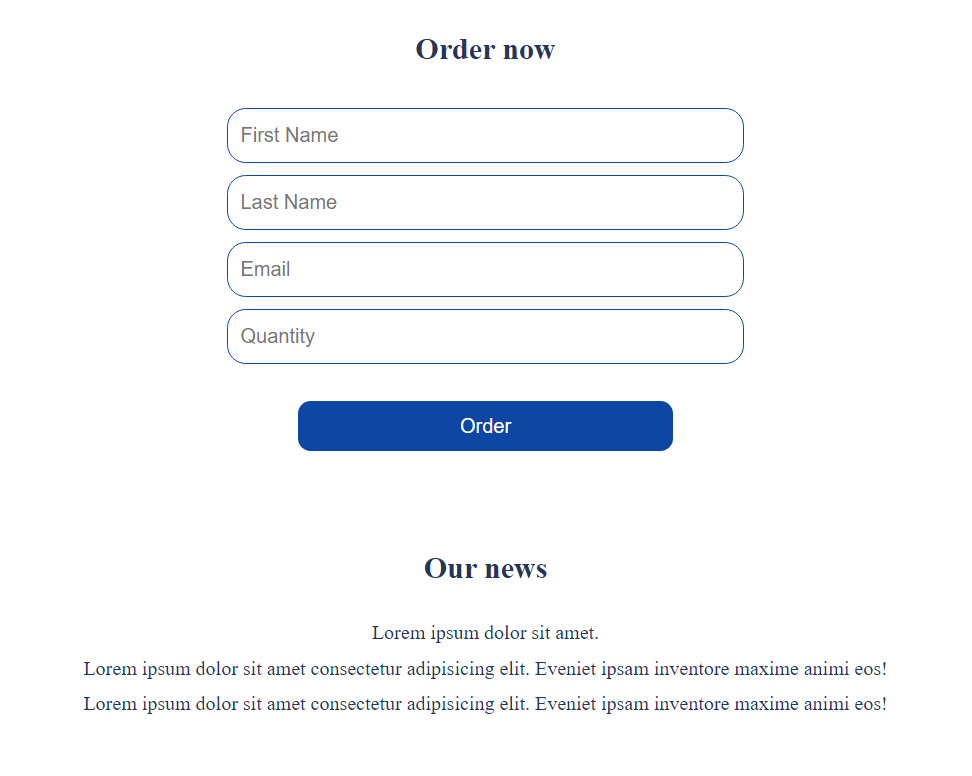 Order now
First Name
Last Name
Email
Quantity
Order
Our news
Lorem ipsum dolor sit amet.
Lorem ipsum dolor sit amet consectetur adipisicing elit. Eveniet ipsam inventore maxime animi eos!
Lorem ipsum dolor sit amet consectetur adipisicing elit. Eveniet ipsam inventore maxime animi eos!